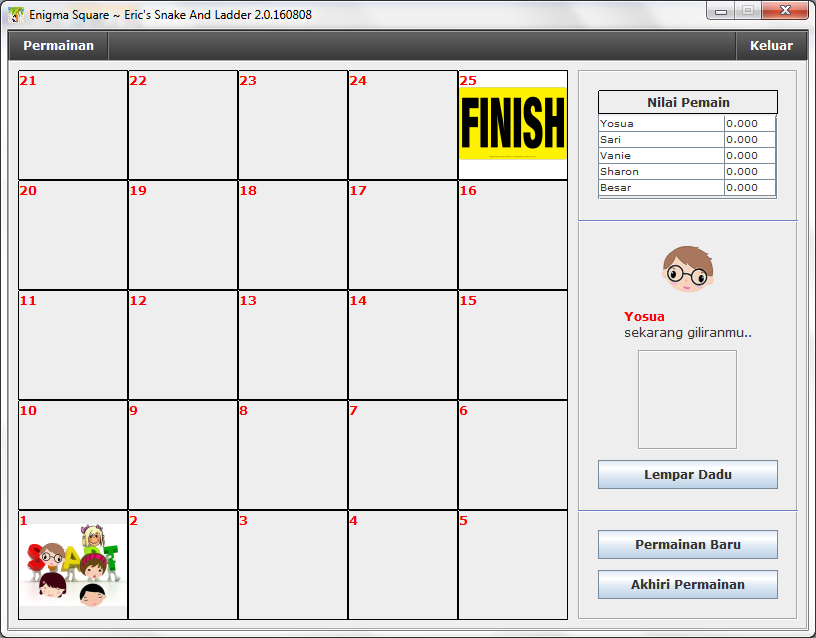 Enigma Square ~ Eric's Snake And Ladder 2.0.160808
Permainan Keluar
21 22 23 24 25
FINISH
20 19 18 17 16
11 12 13 14 15
10 9 8 7 6
1 2 3 4 5
START
Nilai Pemain
Yosua 0.000
Sari 0.000
Vanie 0.000
Sharon 0.000
Besar 0.000
Yosua
sekarang giliranmu..
Lempar Dadu
Permainan Baru
Akhiri Permainan